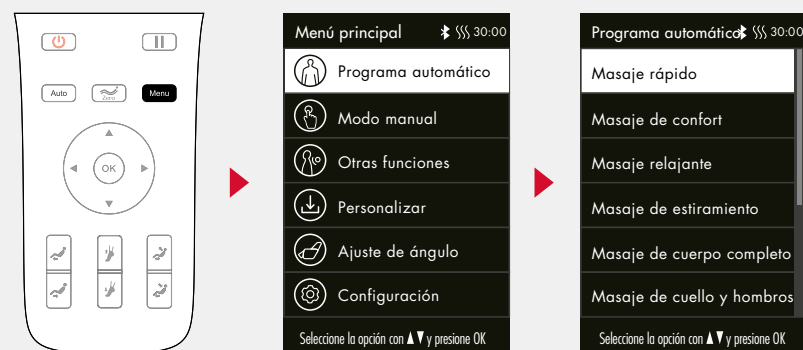 Auto
Zero
Menu
OK
Menú principal 30:00
Programa automático
Modo manual
Otras funciones
Personalizar
Ajuste de ángulo
Configuración
Seleccione la opción con ▲▼ y presione OK
Programa automático 30:00
Masaje rápido
Masaje de confort
Masaje relajante
Masaje de estiramiento
Masaje de cuerpo completo
Masaje de cuello y hombros
Seleccione la opción con ▲▼ y presione OK